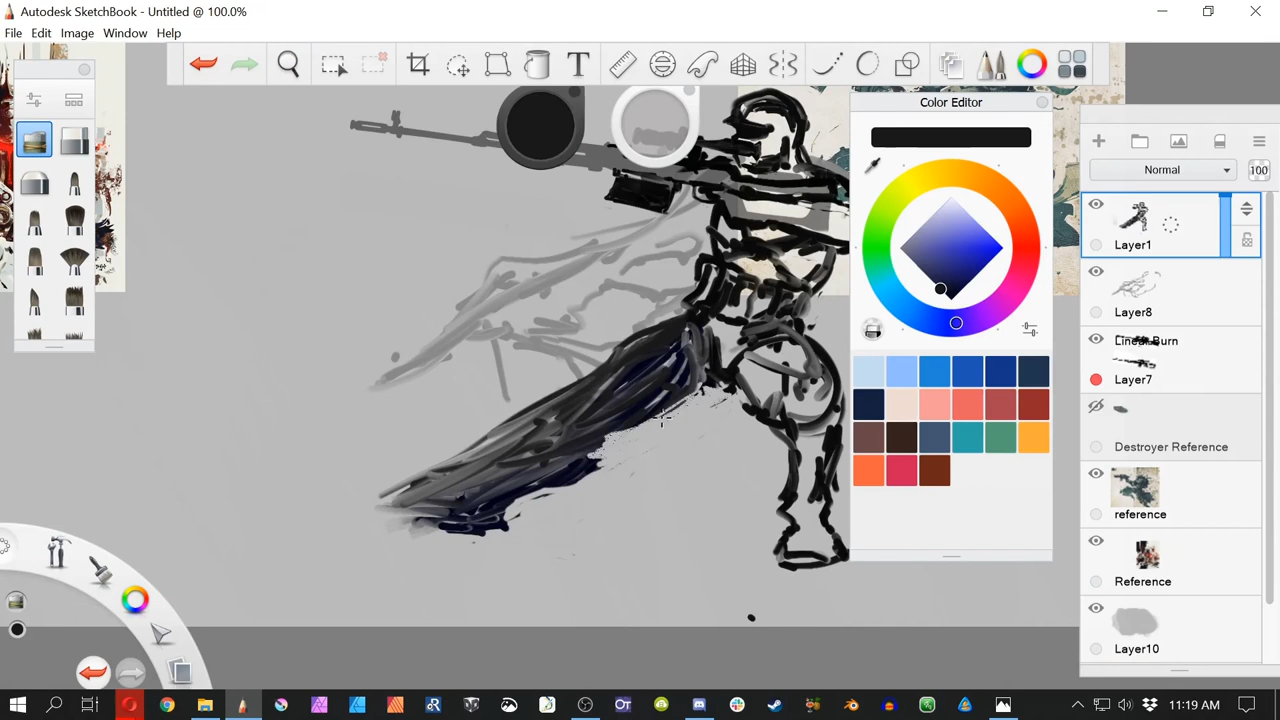 Autodesk SketchBook - Untitled @ 100.0%
File Edit Image Window Help
T
Color Editor
Normal 100
Layer1
Layer8
Linear Burn
Layer7
Destroyer Reference
reference
Reference
Layer10
11:19 AM